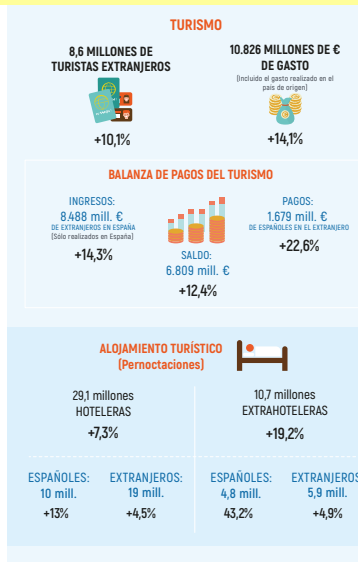 TURISMO
8,6 MILLONES DE
TURISTAS EXTRANJEROS
+10,1%
10.826 MILLONES DE €
DE GASTO
(Incluido el gasto realizado en el
país de origen)
+14,1%
BALANZA DE PAGOS DEL TURISMO
INGRESOS:
8.488 mill. €
DE EXTRANJEROS EN ESPAÑA
(Sólo realizados en España)
+14,3%
SALDO:
6.809 mill. €
+12,4%
PAGOS:
1.679 mill. €
DE ESPAÑOLES EN EL EXTRANJERO
+22,6%
ALOJAMIENTO TURÍSTICO
(Pernoctaciones)
29,1 millones
HOTELERAS
+7,3%
10,7 millones
EXTRAHOTELERAS
+19,2%
ESPAÑOLES:
10 mill.
+13%
EXTRANJEROS:
19 mill.
+4,5%
ESPAÑOLES:
4,8 mill.
43,2%
EXTRANJEROS
5,9 mill.
+4,9%